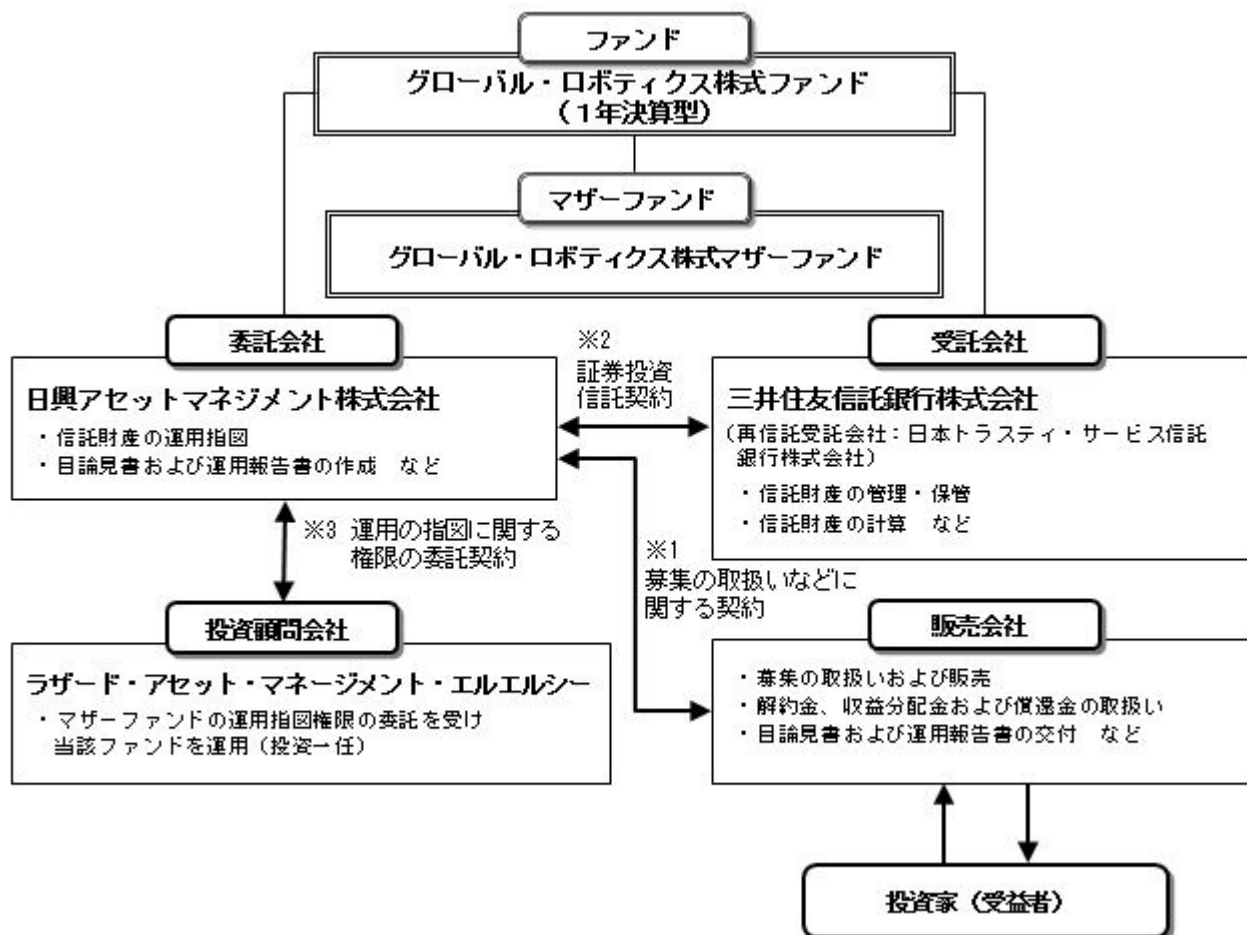 ファンド
グローバル・ロボティクス株式ファンド
（１年決算型）
マザーファンド
グローバル・ロボティクス株式マザーファンド
委託会社
日興アセットマネジメント株式会社
・信託財産の運用指図
・目論見書および運用報告書の作成　など
※2
証券投資
信託契約
受託会社
三井住友信託銀行株式会社
（再信託受託会社：日本トラスティ・サービス信託
銀行株式会社）
・信託財産の管理・保管
・信託財産の計算　など
※3 運用の指図に関する
権限の委託契約
※1
募集の取扱いなどに
関する契約
投資顧問会社
ラザード・アセット・マネージメント・エルエルシー
・マザーファンドの運用指図権限の委託を受け
当該ファンドを運用（投資一任）
販売会社
・募集の取扱いおよび販売
・解約金、収益分配金および償還金の取扱い
・目論見書および運用報告書の交付　など
投資家（受益者）